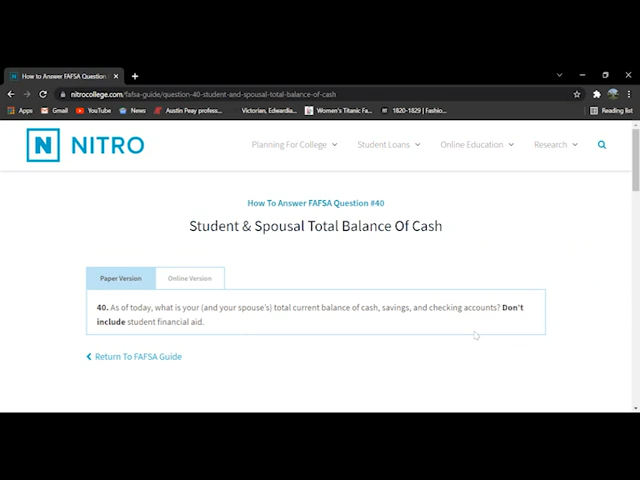 How to Answer FAFSA Question
nitrocollege.com/fafsa-guide/question-40-student-and-spousal-total-balance-of-cash
Apps Gmail YouTube News Austin Peay profess... Victorian, Edwardia... Women's Titanic Fa... 1820-1829 | Fashio... Reading list
N NITRO Planning For College Student Loans Online Education Research
How To Answer FAFSA Question #40
Student & Spousal Total Balance Of Cash
Paper Version Online Version
40. As of today, what is your (and your spouse's) total current balance of cash, savings, and checking accounts? Don't
include student financial aid.
Return To FAFSA Guide